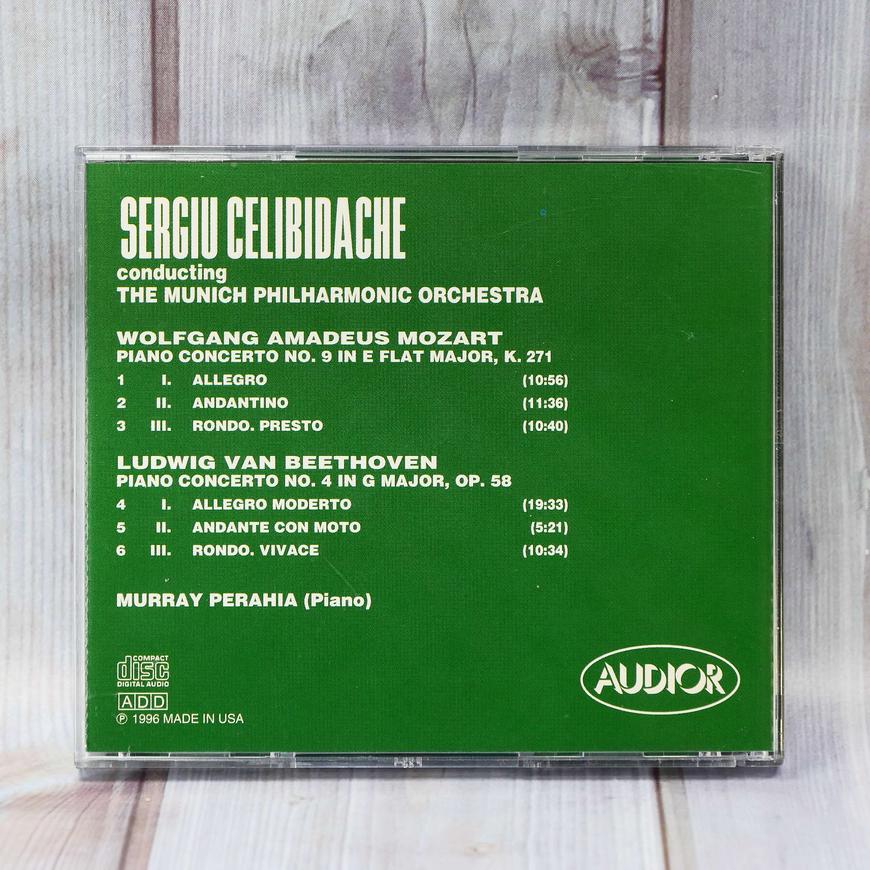 SERGIU CELIBIDACHE
conducting
THE MUNICH PHILHARMONIC ORCHESTRA
WOLFGANG AMADEUS MOZART
PIANO CONCERTO NO. 9 IN E FLAT MAJOR, K. 271
1 I. ALLEGRO (10:56)
2 II. ANDANTINO (11:36)
3 III. RONDO. PRESTO (10:40)
LUDWIG VAN BEETHOVEN
PIANO CONCERTO NO. 4 IN G MAJOR, OP. 58
4 I. ALLEGRO MODERTO (19:33)
5 II. ANDANTE CON MOTO (5:21)
6 III. RONDO. VIVACE (10:34)
MURRAY PERAHIA (Piano)
COMPACT
disc
DIGITAL AUDIO
ADD
℗ 1996 MADE IN USA
AUDIOR